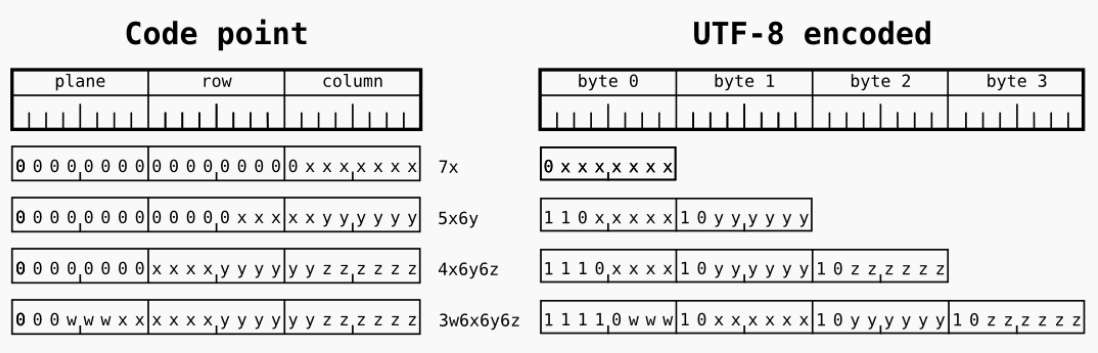 Code point UTF-8 encoded
plane row column byte 0 byte 1 byte 2 byte 3
0 0 0 0 0 0 0 0 0 0 0 0 0 0 0 0 0 x x x x x x x 7x 0 x x x x x x x
0 0 0 0 0 0 0 0 0 0 0 0 0 x x x x x y y y y y y 5x6y 1 1 0 x x x x x 1 0 y y y y y y
0 0 0 0 0 0 0 0 x x x x y y y y y y z z z z z z 4x6y6z 1 1 1 0 x x x x 1 0 y y y y y y 1 0 z z z z z z
0 0 0 w w w x x x x x x y y y y y y z z z z z z 3w6x6y6z 1 1 1 1 0 w w w 1 0 x x x x x x 1 0 y y y y y y 1 0 z z z z z z